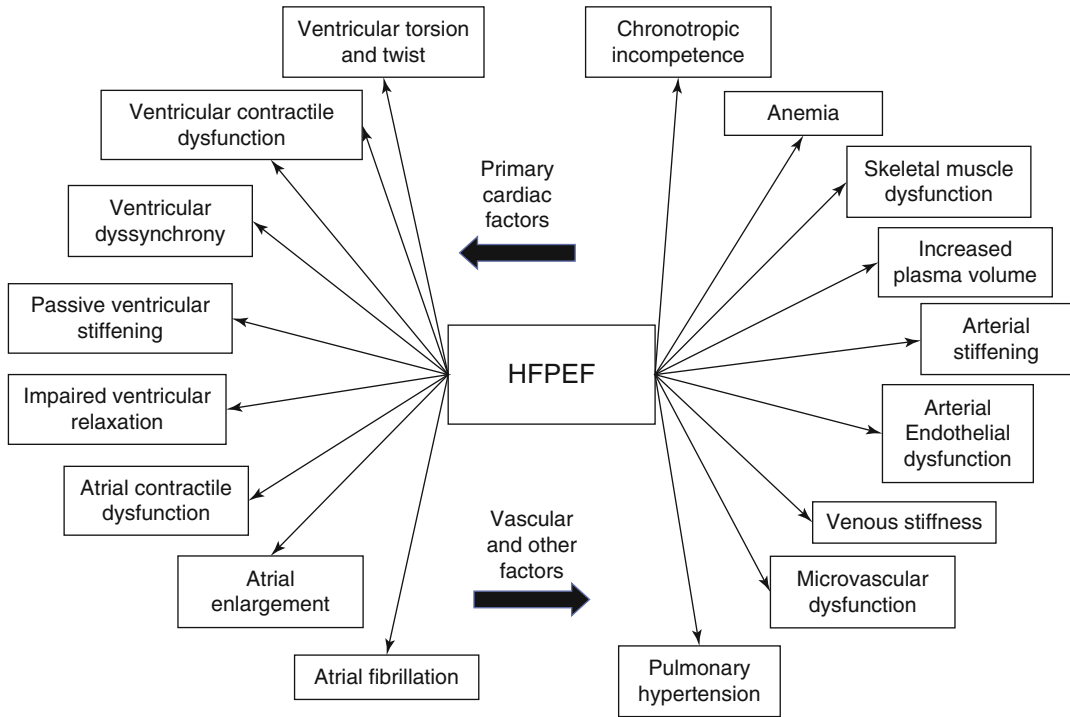 Ventricular torsion
and twist
Chronotropic
incompetence
Ventricular contractile
dysfunction
Anemia
Primary
cardiac
factors
Skeletal muscle
dysfunction
Ventricular
dyssynchrony
Increased
plasma volume
Passive ventricular
stiffening
Arterial
stiffening
HFPEF
Impaired ventricular
relaxation
Arterial
Endothelial
dysfunction
Atrial contractile
dysfunction
Vascular
and other
factors
Venous stiffness
Atrial
enlargement
Microvascular
dysfunction
Atrial fibrillation
Pulmonary
hypertension